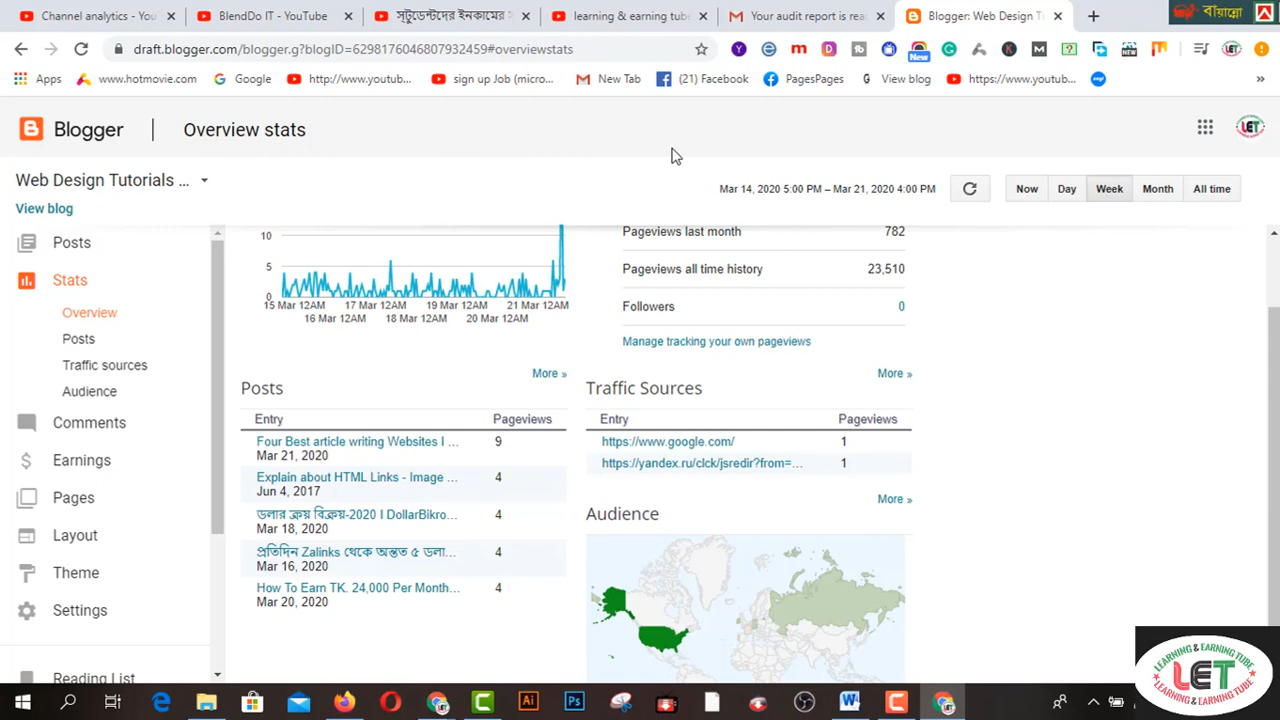 Channel analytics - You
BlendDo IT - YouTube
সটুডেন্টদের ইনকামের
learning & earning tube
Your audit report is rea
Blogger: Web Design T
বায়ান্নো
draft.blogger.com/blogger.g?blogID=6298176046807932459#overviewstats
New
NEW
Apps
www.hotmovie.com
Google
http://www.youtub...
sign up Job (micro...
New Tab
(21) Facebook
PagesPages
View blog
https://www.youtub...
»
Blogger
Overview stats
LET
Web Design Tutorials ...
Mar 14, 2020 5:00 PM – Mar 21, 2020 4:00 PM
Now
Day
Week
Month
All time
View blog
Posts
Stats
Overview
Posts
Traffic sources
Audience
Comments
Earnings
Pages
Layout
Theme
Settings
Reading List
10
5
0
15 Mar 12AM
17 Mar 12AM
19 Mar 12AM
21 Mar 12AM
16 Mar 12AM
18 Mar 12AM
20 Mar 12AM
Pageviews last month 782
Pageviews all time history 23,510
Followers 0
Manage tracking your own pageviews
More »
Posts
Entry Pageviews
Four Best article writing Websites I ... 9
Mar 21, 2020
Explain about HTML Links - Image ... 4
Jun 4, 2017
ডলার ক্রয় বিক্রয়-2020 I DollarBikro... 4
Mar 18, 2020
প্রতিদিন Zalinks থেকে অন্তত ৫ ডলা... 4
Mar 16, 2020
How To Earn TK. 24,000 Per Month... 4
Mar 20, 2020
More »
Traffic Sources
Entry Pageviews
https://www.google.com/ 1
https://yandex.ru/clck/jsredir?from=... 1
More »
Audience
LEARNING & EARNING TUBE
LET
LEARNING & EARNING TUBE